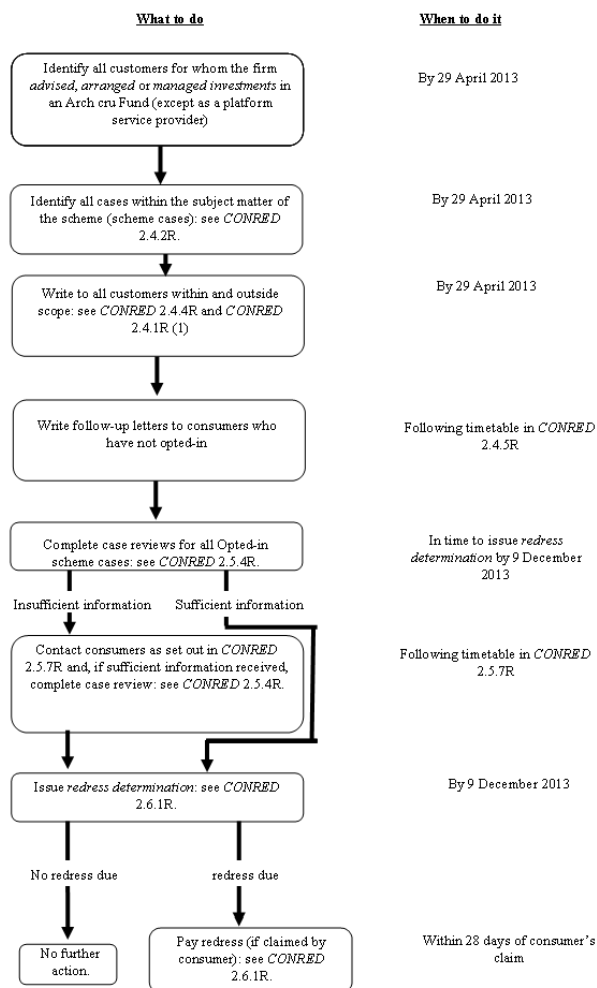 What to do
When to do it
Identify all customers for whom the firm
advised, arranged or managed investments in
an Arch cru Fund (except as a platform
service provider)
By 29 April 2013
Identify all cases within the subject matter of
the scheme (scheme cases): see CONRED
2.4.2R.
By 29 April 2013
Write to all customers within and outside
scope: see CONRED 2.4.4R and CONRED
2.4.1R (1)
By 29 April 2013
Write follow-up letters to consumers who
have not opted-in
Following timetable in CONRED
2.4.5R
Complete case reviews for all Opted-in
scheme cases: see CONRED 2.5.4R.
In time to issue redress
determination by 9 December
2013
Insufficient information
Sufficient information
Contact consumers as set out in CONRED
2.5.7R and, if sufficient information received,
complete case review: see CONRED 2.5.4R.
Following timetable in CONRED
2.5.7R
Issue redress determination: see CONRED
2.6.1R.
By 9 December 2013
No redress due
redress due
No further
action.
Pay redress (if claimed by
consumer): see CONRED
2.6.1R.
Within 28 days of consumer's
claim